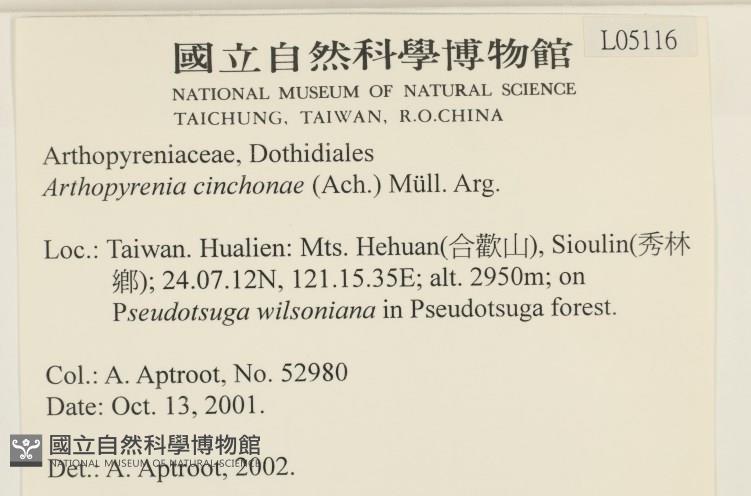 國立自然科學博物館
L05116
NATIONAL MUSEUM OF NATURAL SCIENCE
TAICHUNG, TAIWAN, R.O.CHINA
Arthopyreniaceae, Dothidiales
Arthopyrenia cinchonae (Ach.) Müll. Arg.
Loc.: Taiwan. Hualien: Mts. Hehuan(合歡山), Sioulin(秀林
鄉); 24.07.12N, 121.15.35E; alt. 2950m; on
Pseudotsuga wilsoniana in Pseudotsuga forest.
Col.: A. Aptroot, No. 52980
Date: Oct. 13, 2001.
國立自然科學博物館
NATIONAL MUSEUM OF NATURAL SCIENCE
Det.: A. Aptroot, 2002.